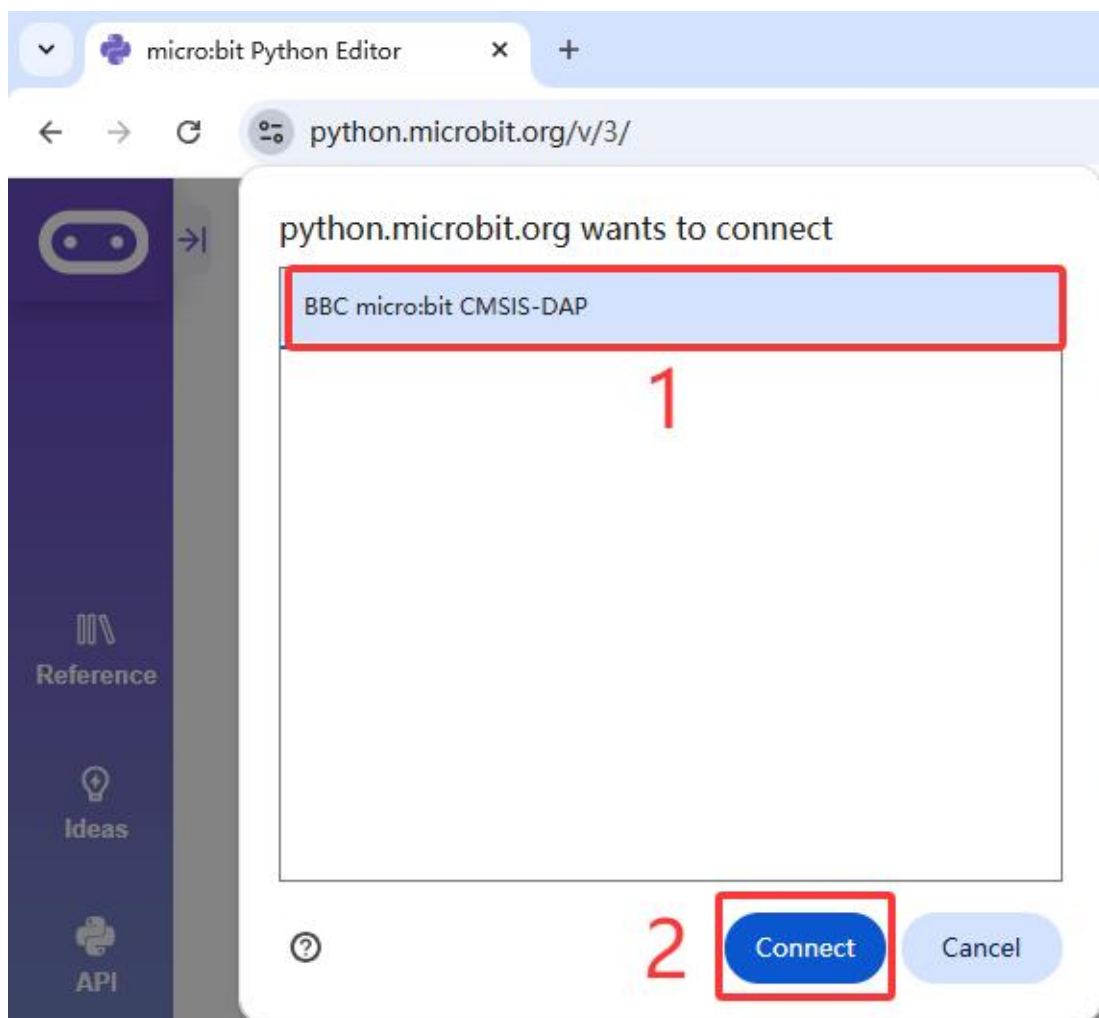 micro:bit Python Editor
python.microbit.org/v/3/
python.microbit.org wants to connect
BBC micro:bit CMSIS-DAP
1
Reference
Ideas
API
2
Connect
Cancel